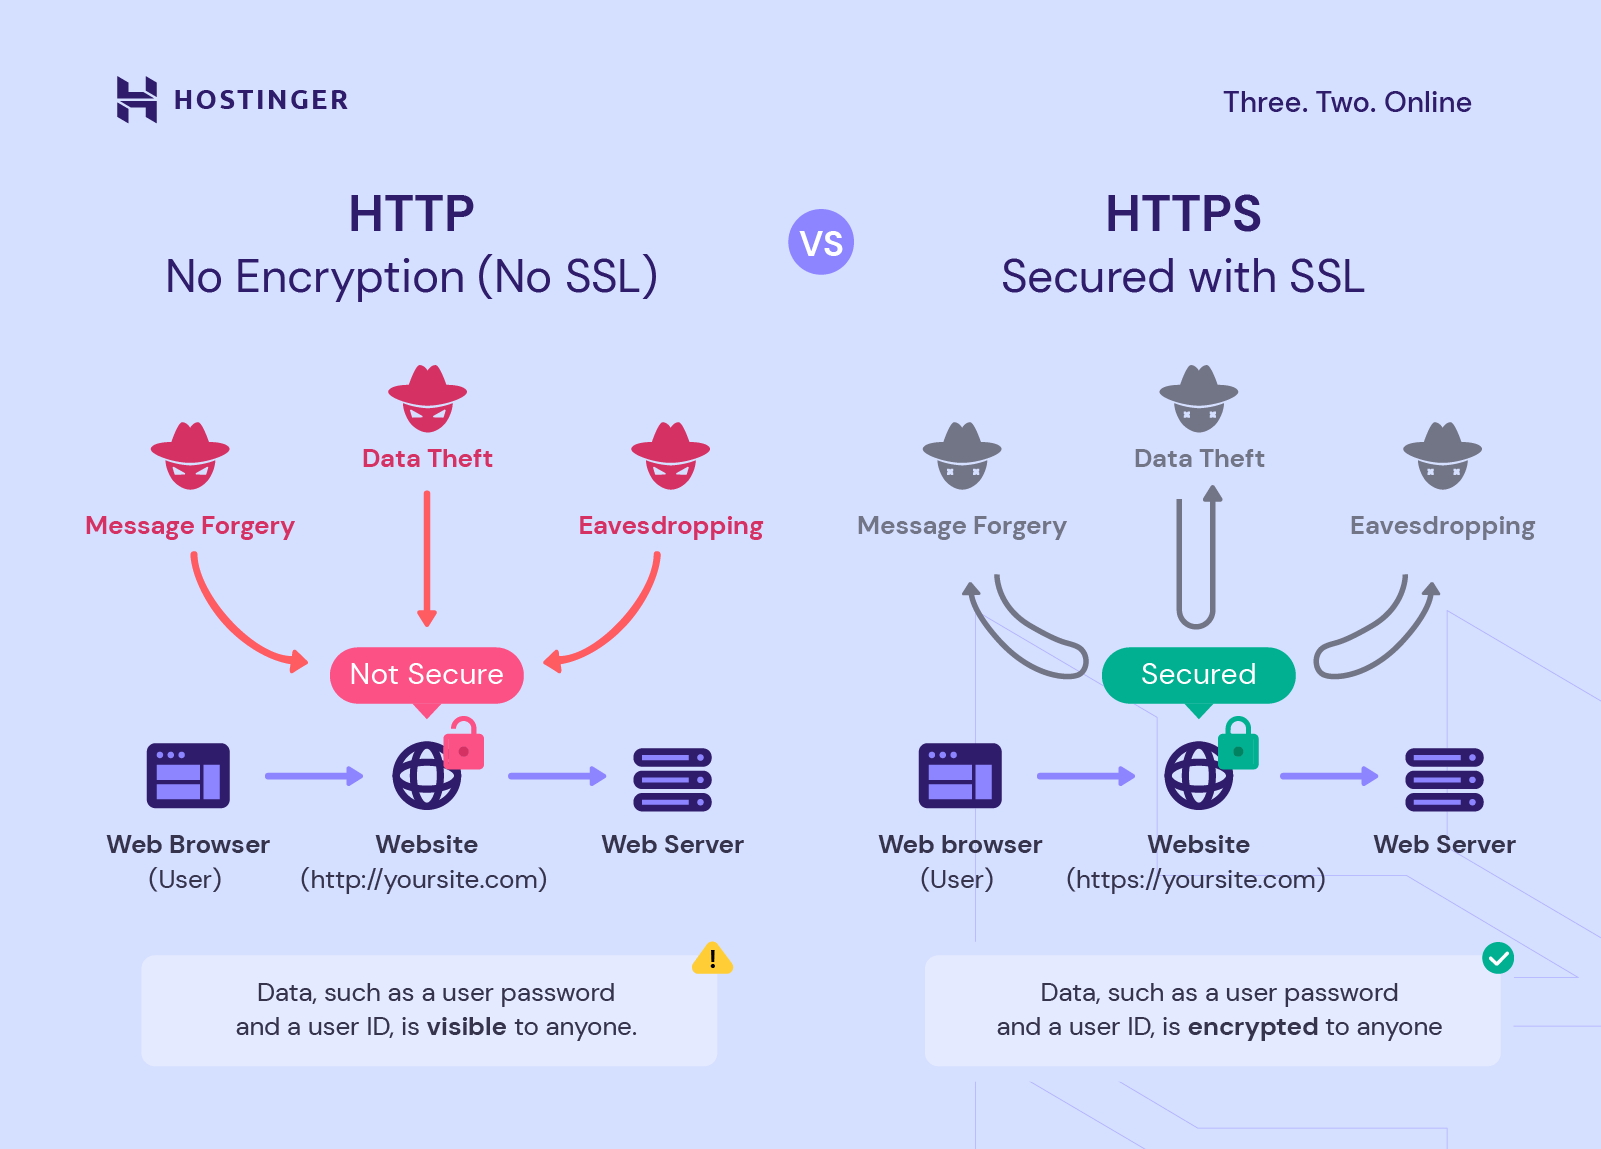 HOSTINGER
Three. Two. Online
HTTP
No Encryption (No SSL)
VS
HTTPS
Secured with SSL
Data Theft
Message Forgery
Eavesdropping
Not Secure
Web Browser
(User)
Website
(http://yoursite.com)
Web Server
Data, such as a user password
and a user ID, is visible to anyone.
Data Theft
Message Forgery
Eavesdropping
Secured
Web browser
(User)
Website
(https://yoursite.com)
Web Server
Data, such as a user password
and a user ID, is encrypted to anyone